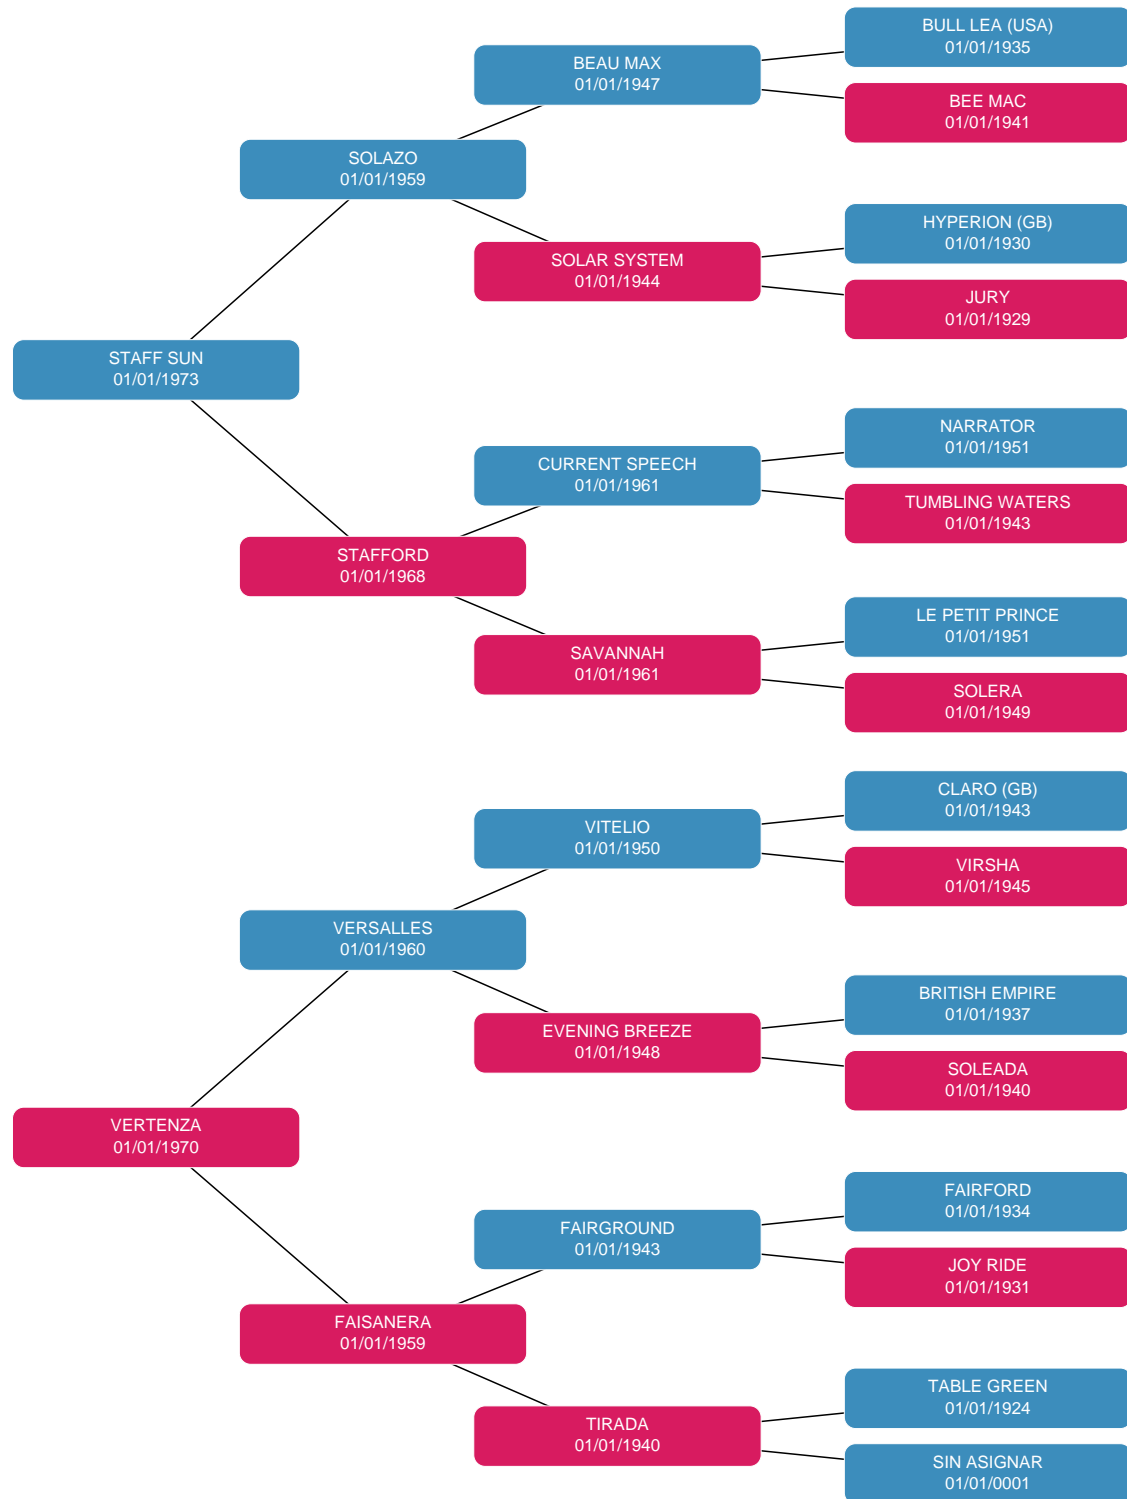 BULL LEA (USA)
01/01/1935
BEAU MAX
01/01/1947
BEE MAC
01/01/1941
SOLAZO
01/01/1959
HYPERION (GB)
01/01/1930
SOLAR SYSTEM
01/01/1944
JURY
01/01/1929
STAFF SUN
01/01/1973
NARRATOR
01/01/1951
CURRENT SPEECH
01/01/1961
TUMBLING WATERS
01/01/1943
STAFFORD
01/01/1968
LE PETIT PRINCE
01/01/1951
SAVANNAH
01/01/1961
SOLERA
01/01/1949
CLARO (GB)
01/01/1943
VITELIO
01/01/1950
VIRSHA
01/01/1945
VERSALLES
01/01/1960
BRITISH EMPIRE
01/01/1937
EVENING BREEZE
01/01/1948
SOLEADA
01/01/1940
VERTENZA
01/01/1970
FAIRFORD
01/01/1934
FAIRGROUND
01/01/1943
JOY RIDE
01/01/1931
FAISANERA
01/01/1959
TABLE GREEN
01/01/1924
TIRADA
01/01/1940
SIN ASIGNAR
01/01/0001